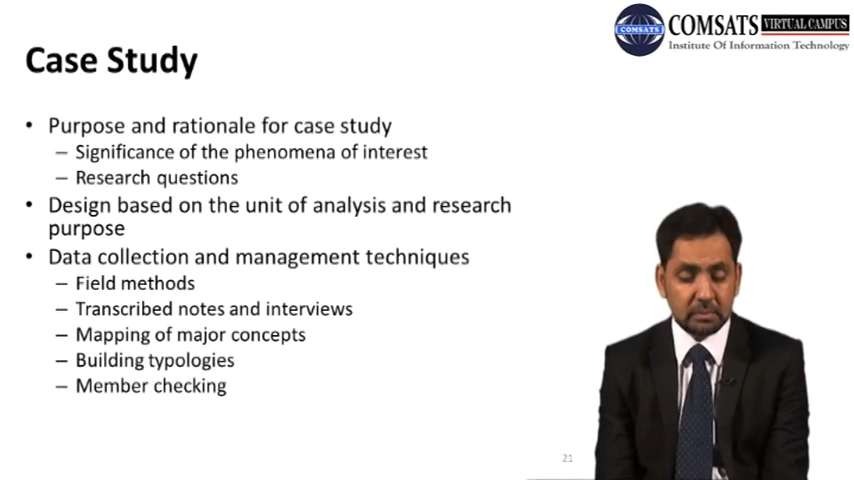 COMSATS
COMSATS VIRTUAL CAMPUS
Institute Of Information Technology
Case Study
• Purpose and rationale for case study
– Significance of the phenomena of interest
– Research questions
• Design based on the unit of analysis and research
purpose
• Data collection and management techniques
– Field methods
– Transcribed notes and interviews
– Mapping of major concepts
– Building typologies
– Member checking
21